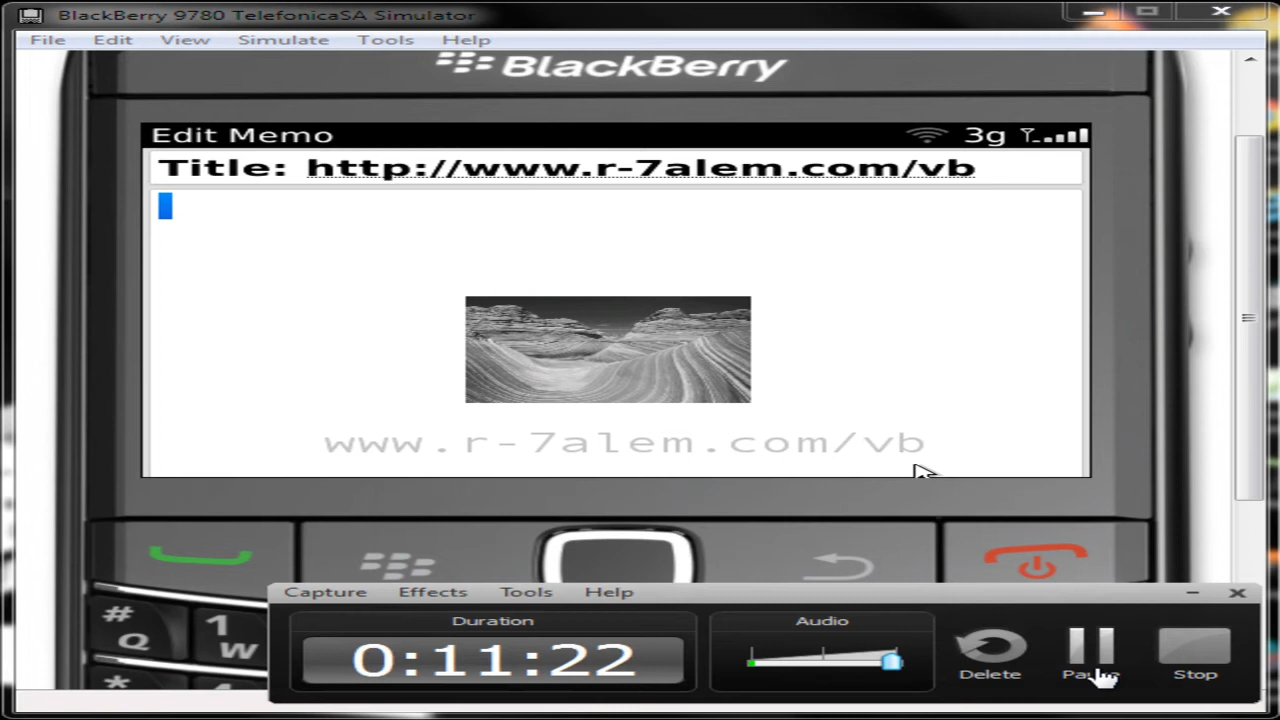 BlackBerry 9780 TelefonicaSA Simulator
File Edit View Simulate Tools Help
BlackBerry
Edit Memo 3g
Title: http://www.r-7alem.com/vb
www.r-7alem.com/vb
Capture Effects Tools Help
Duration Audio
0:11:22
Delete Stop
# 1
Q W
*